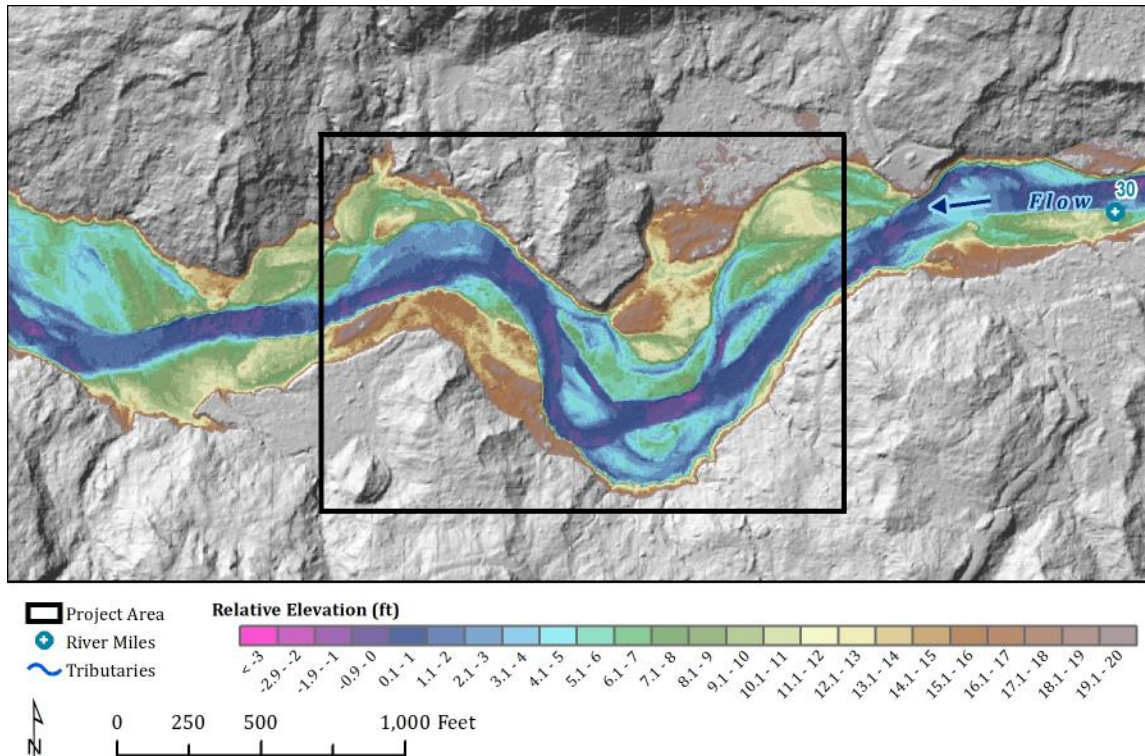 30
Flow
Project Area
River Miles
Tributaries
Relative Elevation (ft)
< -3
-2.9 - -2
-1.9 - -1
-0.9 - 0
0.1 - 1
1.1 - 2
2.1 - 3
3.1 - 4
4.1 - 5
5.1 - 6
6.1 - 7
7.1 - 8
8.1 - 9
9.1 - 10
10.1 - 11
11.1 - 12
12.1 - 13
13.1 - 14
14.1 - 15
15.1 - 16
16.1 - 17
17.1 - 18
18.1 - 19
19.1 - 20
N
0 250 500 1,000 Feet